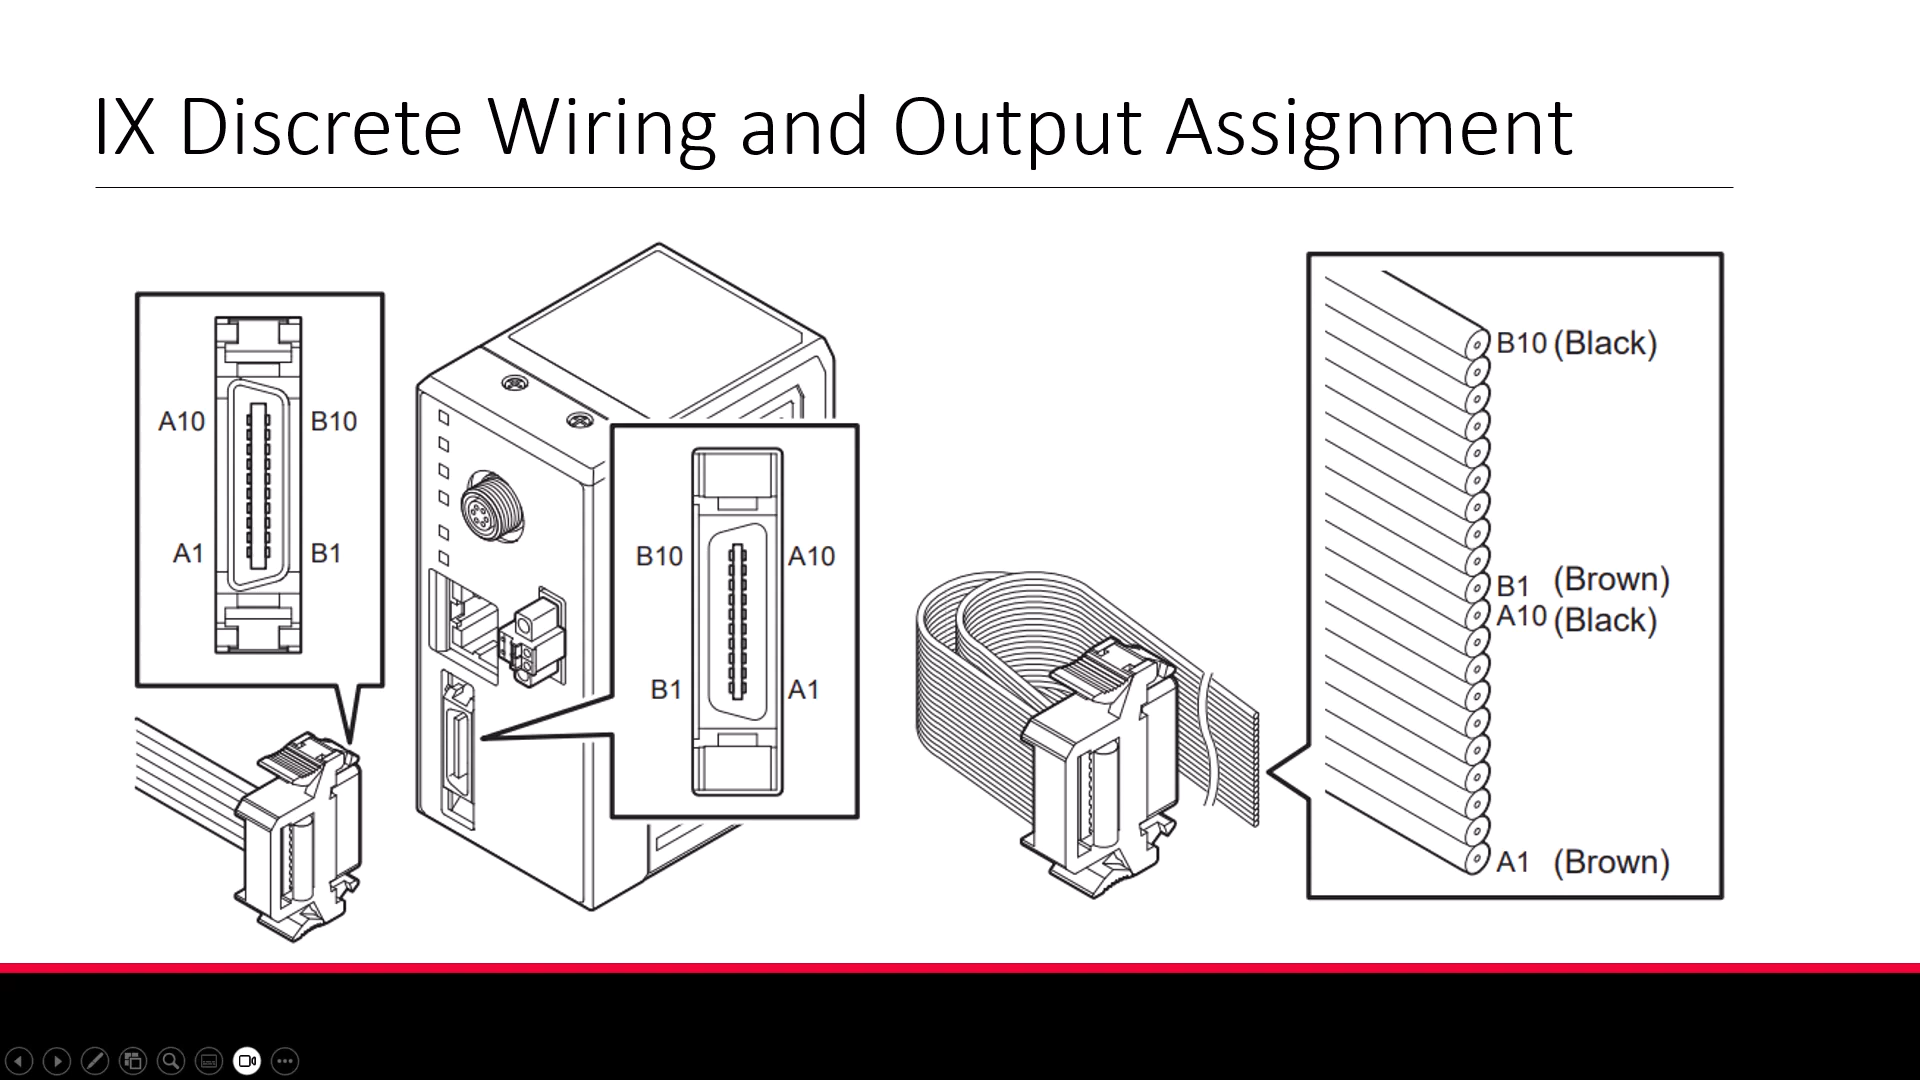 IX Discrete Wiring and Output Assignment
A10 B10
A1 B1
B10 A10
B1 A1
B10 (Black)
B1 (Brown)
A10 (Black)
A1 (Brown)